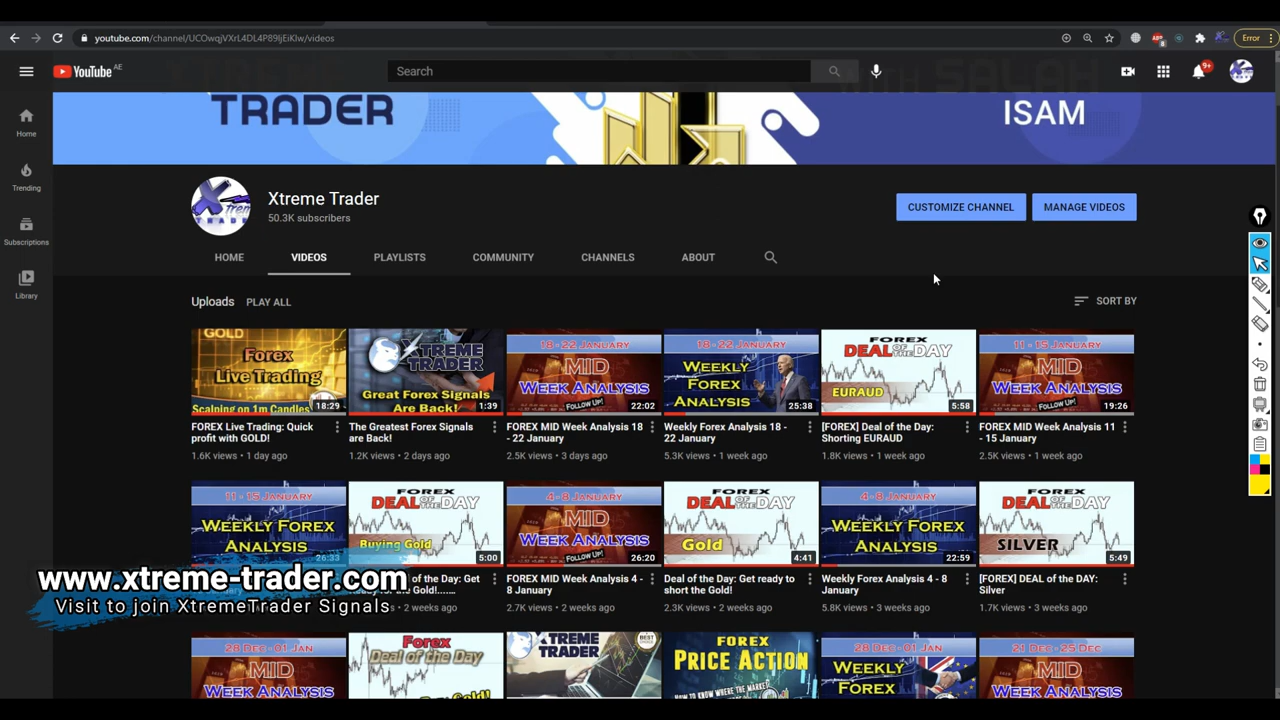 youtube.com/channel/UCOwqjVXrL4DL4P89IjEiKlw/videos
Error
YouTube AE
Search
9+
TRADER
ISAM
Xtreme Trader
50.3K subscribers
CUSTOMIZE CHANNEL
MANAGE VIDEOS
HOME
VIDEOS
PLAYLISTS
COMMUNITY
CHANNELS
ABOUT
Home
Trending
Subscriptions
Library
Uploads
PLAY ALL
SORT BY
GOLD
Forex
Live Trading
Scalping on 1m Candles
18:29
XTREME
TRADER
Great Forex Signals
Are Back!
1:39
18-22 JANUARY
MID
WEEK ANALYSIS
FOLLOW UP!
22:02
18-22 JANUARY
WEEKLY
FOREX
ANALYSIS
25:38
FOREX
DEAL OF THE DAY
EURAUD
5:58
11-15 JANUARY
MID
WEEK ANALYSIS
FOLLOW UP!
19:26
FOREX Live Trading: Quick
profit with GOLD!
1.6K views • 1 day ago
The Greatest Forex Signals
are Back!
1.2K views • 2 days ago
FOREX MID Week Analysis 18
- 22 January
2.5K views • 3 days ago
Weekly Forex Analysis 18 -
22 January
5.3K views • 1 week ago
[FOREX] Deal of the Day:
Shorting EURAUD
1.8K views • 1 week ago
FOREX MID Week Analysis 11
- 15 January
2.5K views • 1 week ago
11-15 JANUARY
WEEKLY FOREX
ANALYSIS
26:33
FOREX
DEAL OF THE DAY
Buying Gold
5:00
4-8 JANUARY
MID
WEEK ANALYSIS
FOLLOW UP!
26:20
FOREX
DEAL OF THE DAY
Gold
4:41
4-8 JANUARY
WEEKLY FOREX
ANALYSIS
22:59
FOREX
DEAL OF THE DAY
SILVER
5:49
of the Day: Get
2 weeks ago
FOREX MID Week Analysis 4 -
8 January
2.7K views • 2 weeks ago
Deal of the Day: Get ready to
short the Gold!
2.3K views • 2 weeks ago
Weekly Forex Analysis 4 - 8
January
5.8K views • 3 weeks ago
[FOREX] DEAL of the DAY:
Silver
1.7K views • 3 weeks ago
www.xtreme-trader.com
Visit to join XtremeTrader Signals
28 DEC-01 JAN
MID
WEEK ANALYSIS
Forex
Deal of the Day
Gold!
XTREME
TRADER
FOREX
PRICE ACTION
HOW TO KNOW WHERE THE MARKET
28 DEC-01 JAN
WEEKLY
FOREX
21 DEC-25 DEC
MID
WEEK ANALYSIS